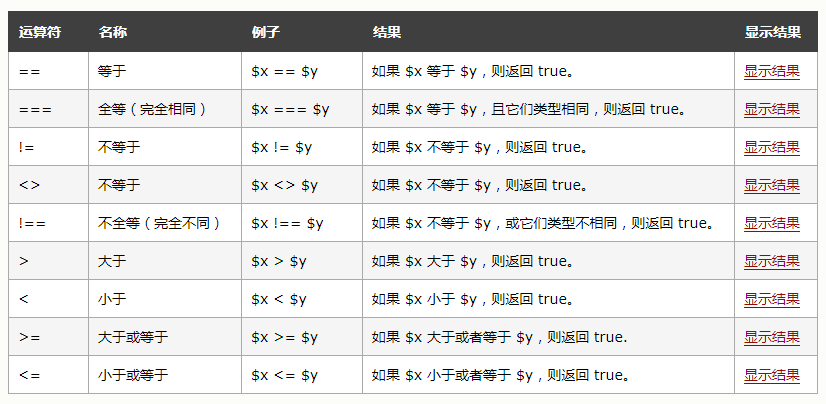 运算符 名称 例子 结果 显示结果
== 等于 $x == $y 如果 $x 等于 $y，则返回 true。 显示结果
=== 全等（完全相同） $x === $y 如果 $x 等于 $y，且它们类型相同，则返回 true。 显示结果
!= 不等于 $x != $y 如果 $x 不等于 $y，则返回 true。 显示结果
<> 不等于 $x <> $y 如果 $x 不等于 $y，则返回 true。 显示结果
!== 不全等（完全不同） $x !== $y 如果 $x 不等于 $y，或它们类型不相同，则返回 true。 显示结果
> 大于 $x > $y 如果 $x 大于 $y，则返回 true。 显示结果
< 小于 $x < $y 如果 $x 小于 $y，则返回 true。 显示结果
>= 大于或等于 $x >= $y 如果 $x 大于或者等于 $y，则返回 true. 显示结果
<= 小于或等于 $x <= $y 如果 $x 小于或者等于 $y，则返回 true。 显示结果